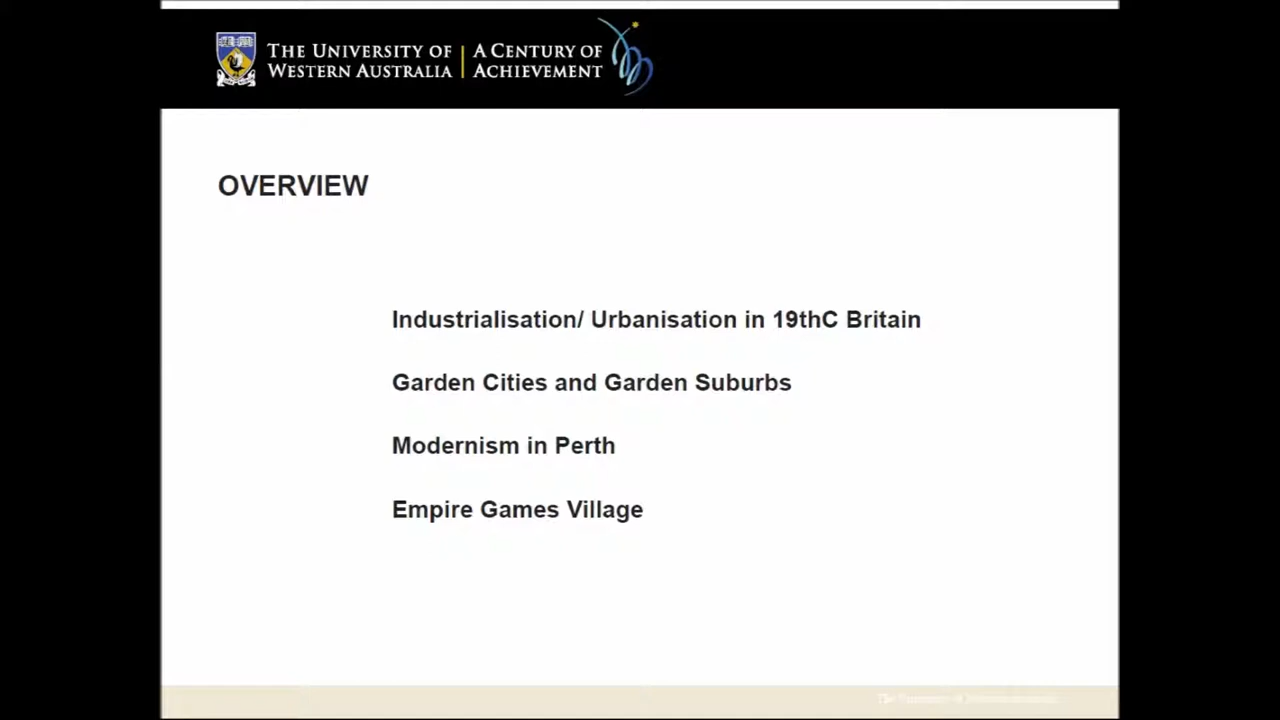 THE UNIVERSITY OF
WESTERN AUSTRALIA
A CENTURY OF
ACHIEVEMENT
OVERVIEW
Industrialisation/ Urbanisation in 19thC Britain
Garden Cities and Garden Suburbs
Modernism in Perth
Empire Games Village